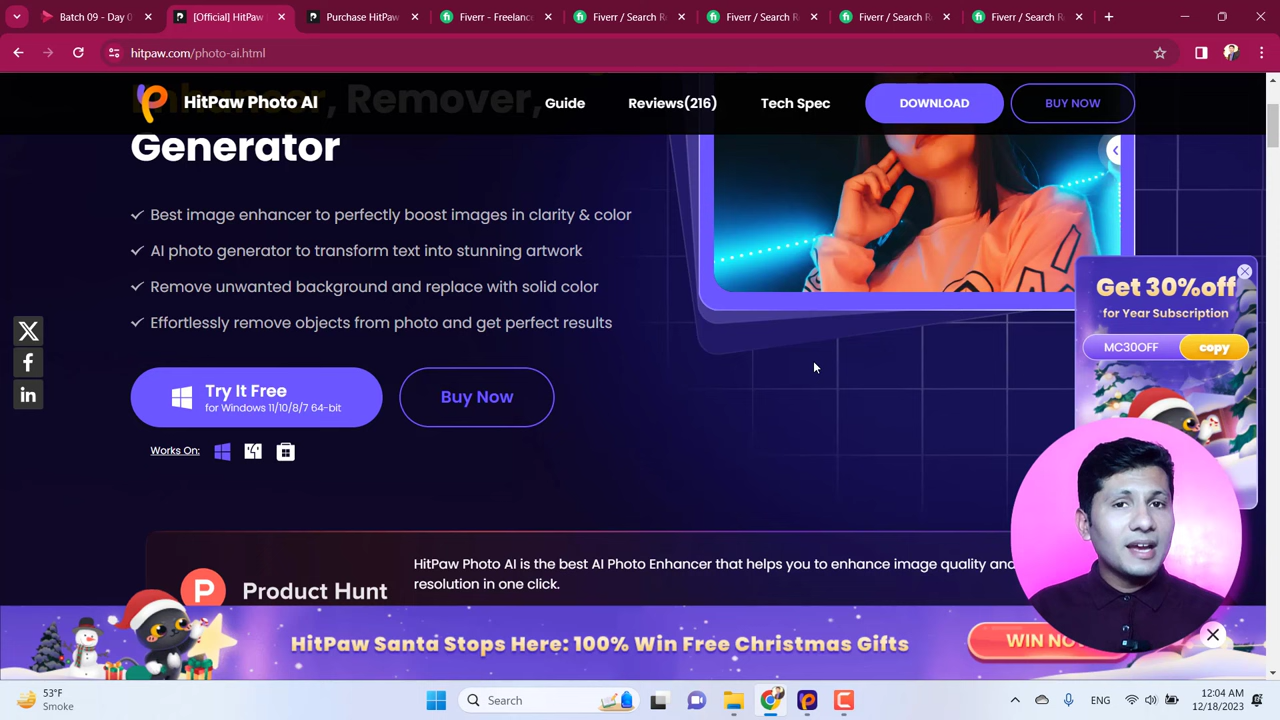 Batch 09 - Day 0
[Official] HitPaw
Purchase HitPaw
Fiverr - Freelance
Fiverr / Search R
Fiverr / Search R
Fiverr / Search R
Fiverr / Search R
hitpaw.com/photo-ai.html
HitPaw Photo AI
Guide
Reviews(216)
Tech Spec
DOWNLOAD
BUY NOW
Enhancer, Remover,
Generator
Best image enhancer to perfectly boost images in clarity & color
AI photo generator to transform text into stunning artwork
Remove unwanted background and replace with solid color
Effortlessly remove objects from photo and get perfect results
Try It Free
for Windows 11/10/8/7 64-bit
Buy Now
Works On:
Get 30%off
for Year Subscription
MC30OFF
copy
Product Hunt
HitPaw Photo AI is the best AI Photo Enhancer that helps you to enhance image quality and
resolution in one click.
HitPaw Santa Stops Here: 100% Win Free Christmas Gifts
WIN NO
53°F
Smoke
Search
ENG
12:04 AM
12/18/2023